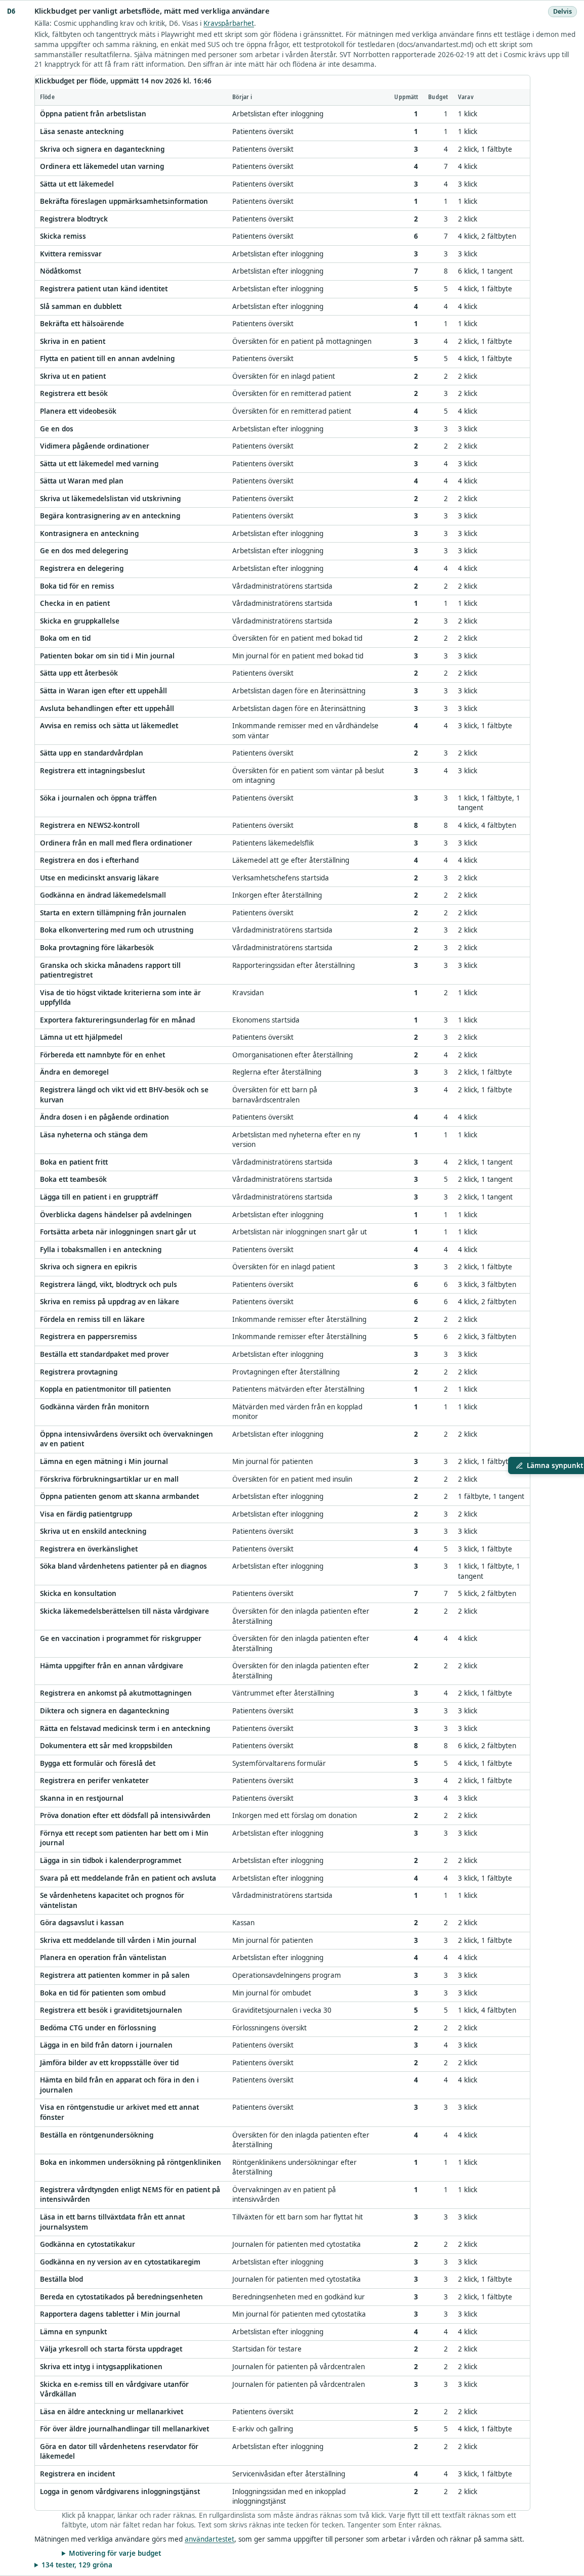 D6 Klickbudget per vanligt arbetsflöde, mätt med verkliga användare Delvis
Källa: Cosmic upphandling krav och kritik, D6. Visas i Kravspårbarhet.
Klick, fältbyten och tangenttryck mäts i Playwright med ett skript som gör flödena i gränssnittet. För mätningen med verkliga användare finns ett testläge i demon med samma uppgifter och samma räkning, en enkät med SUS och tre öppna frågor, ett testprotokoll för testledaren (docs/anvandartest.md) och ett skript som sammanställer resultatfilerna. Själva mätningen med personer som arbetar i vården återstår. SVT Norrbotten rapporterade 2026-02-19 att det i Cosmic krävs upp till 21 knapptryck för att få fram rätt information. Den siffran är inte mätt här och flödena är inte desamma.
Klickbudget per flöde, uppmätt 14 nov 2026 kl. 16:46
Flöde Börjar i Uppmätt Budget Varav
Öppna patient från arbetslistan Arbetslistan efter inloggning 1 1 1 klick
Läsa senaste anteckning Patientens översikt 1 1 1 klick
Skriva och signera en daganteckning Patientens översikt 3 4 2 klick, 1 fältbyte
Ordinera ett läkemedel utan varning Patientens översikt 4 7 4 klick
Sätta ut ett läkemedel Patientens översikt 3 4 3 klick
Bekräfta föreslagen uppmärksamhetsinformation Patientens översikt 1 1 1 klick
Registrera blodtryck Patientens översikt 2 3 2 klick
Skicka remiss Patientens översikt 6 7 4 klick, 2 fältbyten
Kvittera remissvar Arbetslistan efter inloggning 3 3 3 klick
Nödåtkomst Arbetslistan efter inloggning 7 8 6 klick, 1 tangent
Registrera patient utan känd identitet Arbetslistan efter inloggning 5 5 4 klick, 1 fältbyte
Slå samman en dubblett Arbetslistan efter inloggning 4 4 4 klick
Bekräfta ett hälsoärende Patientens översikt 1 1 1 klick
Skriva in en patient Översikten för en patient på mottagningen 3 4 2 klick, 1 fältbyte
Flytta en patient till en annan avdelning Patientens översikt 5 5 4 klick, 1 fältbyte
Skriva ut en patient Översikten för en inlagd patient 2 2 2 klick
Registrera ett besök Översikten för en remitterad patient 2 3 2 klick
Planera ett videobesök Översikten för en remitterad patient 4 5 4 klick
Ge en dos Arbetslistan efter inloggning 3 3 3 klick
Vidimera pågående ordinationer Patientens översikt 2 2 2 klick
Sätta ut ett läkemedel med varning Patientens översikt 3 4 3 klick
Sätta ut Waran med plan Patientens översikt 4 4 4 klick
Skriva ut läkemedelslistan vid utskrivning Patientens översikt 2 2 2 klick
Begära kontrasignering av en anteckning Patientens översikt 3 3 3 klick
Kontrasignera en anteckning Arbetslistan efter inloggning 3 3 3 klick
Ge en dos med delegering Arbetslistan efter inloggning 3 3 3 klick
Registrera en delegering Arbetslistan efter inloggning 4 4 4 klick
Boka tid för en remiss Vårdadministratörens startsida 2 2 2 klick
Checka in en patient Vårdadministratörens startsida 1 1 1 klick
Skicka en gruppkallelse Vårdadministratörens startsida 2 3 2 klick
Boka om en tid Översikten för en patient med bokad tid 2 2 2 klick
Patienten bokar om sin tid i Min journal Min journal för en patient med bokad tid 3 3 3 klick
Sätta upp ett återbesök Patientens översikt 2 2 2 klick
Sätta in Waran igen efter ett uppehåll Arbetslistan dagen före en återinsättning 3 3 3 klick
Avsluta behandlingen efter ett uppehåll Arbetslistan dagen före en återinsättning 3 3 3 klick
Avvisa en remiss och sätta ut läkemedlet Inkommande remisser med en vårdhändelse som väntar 4 4 3 klick, 1 fältbyte
Sätta upp en standardvårdplan Patientens översikt 2 3 2 klick
Registrera ett intagningsbeslut Översikten för en patient som väntar på beslut om intagning 3 4 3 klick
Söka i journalen och öppna träffen Patientens översikt 3 3 1 klick, 1 fältbyte, 1 tangent
Registrera en NEWS2-kontroll Patientens översikt 8 8 4 klick, 4 fältbyten
Ordinera från en mall med flera ordinationer Patientens läkemedelsflik 3 3 3 klick
Registrera en dos i efterhand Läkemedel att ge efter återställning 4 4 4 klick
Utse en medicinskt ansvarig läkare Verksamhetschefens startsida 2 3 2 klick
Godkänna en ändrad läkemedelsmall Inkorgen efter återställning 2 2 2 klick
Starta en extern tillämpning från journalen Patientens översikt 2 2 2 klick
Boka elkonvertering med rum och utrustning Vårdadministratörens startsida 2 3 2 klick
Boka provtagning före läkarbesök Vårdadministratörens startsida 2 3 2 klick
Granska och skicka månadens rapport till patientregistret Rapporteringssidan efter återställning 3 3 3 klick
Visa de tio högst viktade kriterierna som inte är uppfyllda Kravsidan 1 2 1 klick
Exportera faktureringsunderlag för en månad Ekonomens startsida 1 3 1 klick
Lämna ut ett hjälpmedel Patientens översikt 2 3 2 klick
Förbereda ett namnbyte för en enhet Omorganisationen efter återställning 2 4 2 klick
Ändra en demoregel Reglerna efter återställning 3 3 2 klick, 1 fältbyte
Registrera längd och vikt vid ett BHV-besök och se kurvan Översikten för ett barn på barnavårdscentralen 3 4 2 klick, 1 fältbyte
Ändra dosen i en pågående ordination Patientens översikt 4 4 4 klick
Läsa nyheterna och stänga dem Arbetslistan med nyheterna efter en ny version 1 1 1 klick
Boka en patient fritt Vårdadministratörens startsida 3 4 2 klick, 1 tangent
Boka ett teambesök Vårdadministratörens startsida 3 5 2 klick, 1 tangent
Lägga till en patient i en gruppträff Vårdadministratörens startsida 3 3 2 klick, 1 tangent
Överblicka dagens händelser på avdelningen Arbetslistan efter inloggning 1 1 1 klick
Fortsätta arbeta när inloggningen snart går ut Arbetslistan när inloggningen snart går ut 1 1 1 klick
Fylla i tobaksmallen i en anteckning Patientens översikt 4 4 4 klick
Skriva och signera en epikris Översikten för en inlagd patient 3 3 2 klick, 1 fältbyte
Registrera längd, vikt, blodtryck och puls Patientens översikt 6 6 3 klick, 3 fältbyten
Skriva en remiss på uppdrag av en läkare Patientens översikt 6 6 4 klick, 2 fältbyten
Fördela en remiss till en läkare Inkommande remisser efter återställning 2 2 2 klick
Registrera en pappersremiss Inkommande remisser efter återställning 5 6 2 klick, 3 fältbyten
Beställa ett standardpaket med prover Arbetslistan efter inloggning 3 3 3 klick
Registrera provtagning Provtagningen efter återställning 2 2 2 klick
Koppla en patientmonitor till patienten Patientens mätvärden efter återställning 1 2 1 klick
Godkänna värden från monitorn Mätvärden med värden från en kopplad monitor 1 1 1 klick
Öppna intensivvårdens översikt och övervakningen av en patient Arbetslistan efter inloggning 2 2 2 klick
Lämna en egen mätning i Min journal Min journal för patienten 3 3 2 klick, 1
Lämna synpunkt
Förskriva förbrukningsartiklar ur en mall Översikten för en patient med insulin 2 2 2 klick
Öppna patienten genom att skanna armbandet Arbetslistan efter inloggning 2 2 1 fältbyte, 1 tangent
Visa en färdig patientgrupp Arbetslistan efter inloggning 2 3 2 klick
Skriva ut en enskild anteckning Patientens översikt 3 3 3 klick
Registrera en överkänslighet Patientens översikt 4 5 3 klick, 1 fältbyte
Söka bland vårdenhetens patienter på en diagnos Arbetslistan efter inloggning 3 3 1 klick, 1 fältbyte, 1 tangent
Skicka en konsultation Patientens översikt 7 7 5 klick, 2 fältbyten
Skicka läkemedelsberättelsen till nästa vårdgivare Översikten för den inlagda patienten efter återställning 2 2 2 klick
Ge en vaccination i programmet för riskgrupper Översikten för den inlagda patienten efter återställning 4 4 4 klick
Hämta uppgifter från en annan vårdgivare Översikten för den inlagda patienten efter återställning 2 2 2 klick
Registrera en ankomst på akutmottagningen Väntrummet efter återställning 3 4 2 klick, 1 fältbyte
Diktera och signera en daganteckning Patientens översikt 3 3 3 klick
Rätta en felstavad medicinsk term i en anteckning Patientens översikt 3 3 3 klick
Dokumentera ett sår med kroppsbilden Patientens översikt 8 8 6 klick, 2 fältbyten
Bygga ett formulär och föreslå det Systemförvaltarens formulär 5 5 4 klick, 1 fältbyte
Registrera en perifer venkateter Patientens översikt 3 4 2 klick, 1 fältbyte
Skanna in en restjournal Patientens översikt 3 4 3 klick
Pröva donation efter ett dödsfall på intensivvården Inkorgen med ett förslag om donation 2 2 2 klick
Förnya ett recept som patienten har bett om i Min journal Arbetslistan efter inloggning 3 3 3 klick
Lägga in sin tidbok i kalenderprogrammet Arbetslistan efter inloggning 2 2 2 klick
Svara på ett meddelande från en patient och avsluta Arbetslistan efter inloggning 4 4 3 klick, 1 fältbyte
Se vårdenhetens kapacitet och prognos för väntelistan Vårdadministratörens startsida 1 1 1 klick
Göra dagsavslut i kassan Kassan 2 2 2 klick
Skriva ett meddelande till vården i Min journal Min journal för patienten 3 3 2 klick, 1 fältbyte
Planera en operation från väntelistan Arbetslistan efter inloggning 4 4 4 klick
Registrera att patienten kommer in på salen Operationsavdelningens program 3 3 3 klick
Boka en tid för patienten som ombud Min journal för ombudet 3 3 3 klick
Registrera ett besök i graviditetsjournalen Graviditetsjournalen i vecka 30 5 5 1 klick, 4 fältbyten
Bedöma CTG under en förlossning Förlossningens översikt 2 2 2 klick
Lägga in en bild från datorn i journalen Patientens översikt 3 4 3 klick
Jämföra bilder av ett kroppsställe över tid Patientens översikt 2 2 2 klick
Hämta en bild från en apparat och föra in den i journalen Patientens översikt 4 4 4 klick
Visa en röntgenstudie ur arkivet med ett annat fönster Patientens översikt 3 3 3 klick
Beställa en röntgenundersökning Översikten för den inlagda patienten efter återställning 4 4 4 klick
Boka en inkommen undersökning på röntgenkliniken Röntgenklinikens undersökningar efter återställning 1 1 1 klick
Registrera vårdtyngden enligt NEMS för en patient på intensivvården Övervakningen av en patient på intensivvården 1 1 1 klick
Läsa in ett barns tillväxtdata från ett annat journalsystem Tillväxten för ett barn som har flyttat hit 3 3 3 klick
Godkänna en cytostatikakur Journalen för patienten med cytostatika 2 2 2 klick
Godkänna en ny version av en cytostatikaregim Arbetslistan efter inloggning 3 3 3 klick
Beställa blod Journalen för patienten med cytostatika 3 3 2 klick, 1 fältbyte
Bereda en cytostatikados på beredningsenheten Beredningsenheten med en godkänd kur 3 3 2 klick, 1 fältbyte
Rapportera dagens tabletter i Min journal Min journal för patienten med cytostatika 3 3 3 klick
Lämna en synpunkt Arbetslistan efter inloggning 4 4 4 klick
Välja yrkesroll och starta första uppdraget Startsidan för testare 2 2 2 klick
Skriva ett intyg i intygsapplikationen Journalen för patienten på vårdcentralen 2 2 2 klick
Skicka en e-remiss till en vårdgivare utanför Vårdkällan Journalen för patienten på vårdcentralen 3 3 3 klick
Läsa en äldre anteckning ur mellanarkivet Patientens översikt 2 2 2 klick
För över äldre journalhandlingar till mellanarkivet E-arkiv och gallring 5 5 4 klick, 1 fältbyte
Göra en dator till vårdenhetens reservdator för läkemedel Arbetslistan efter inloggning 2 2 2 klick
Registrera en incident Servicenivåsidan efter återställning 4 4 3 klick, 1 fältbyte
Logga in genom vårdgivarens inloggningstjänst Inloggningssidan med en inkopplad inloggningstjänst 2 2 2 klick
Klick på knappar, länkar och rader räknas. En rullgardinslista som måste ändras räknas som två klick. Varje flytt till ett textfält räknas som ett fältbyte, utom när fältet redan har fokus. Text som skrivs räknas inte tecken för tecken. Tangenter som Enter räknas.
Mätningen med verkliga användare görs med användartestet, som ger samma uppgifter till personer som arbetar i vården och räknar på samma sätt.
Motivering för varje budget
134 tester, 129 gröna